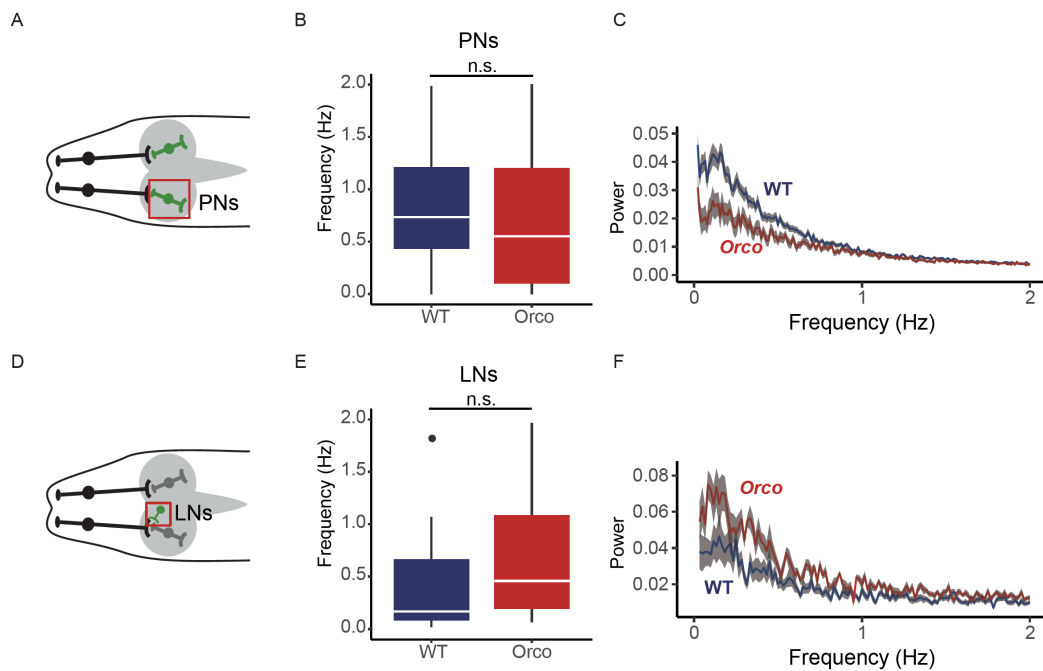 A
B
C
PNs
n.s.
2.0
1.5
1.0
0.5
0.0
Frequency (Hz)
WT
Orco
PNs
0.05
0.04
0.03
0.02
0.01
0.00
Power
WT
Orco
0
1
2
Frequency (Hz)
D
E
F
LNs
n.s.
2.0
1.5
1.0
0.5
0.0
Frequency (Hz)
WT
Orco
LNs
0.08
0.06
0.04
0.02
Power
Orco
WT
0
1
2
Frequency (Hz)